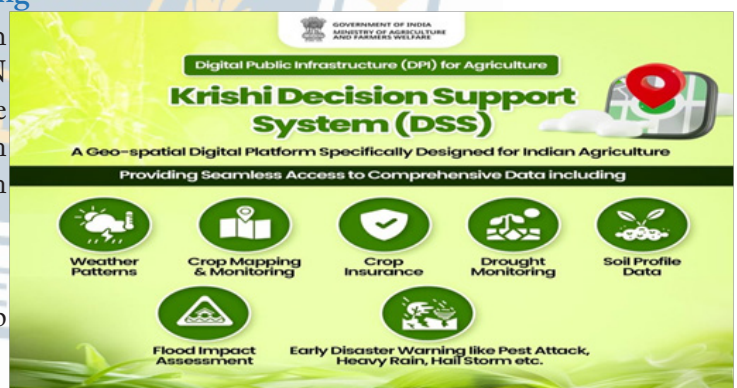 ng
GOVERNMENT OF INDIA
MINISTRY OF AGRICULTURE
AND FARMERS WELFARE
Digital Public Infrastructure (DPI) for Agriculture
Krishi Decision Support
System (DSS)
A Geo-spatial Digital Platform Specifically Designed for Indian Agriculture
Providing Seamless Access to Comprehensive Data including
Weather
Patterns
Crop Mapping
& Monitoring
Crop
Insurance
Drought
Monitoring
Soil Profile
Data
Flood Impact
Assessment
Early Disaster Warning like Pest Attack,
Heavy Rain, Hail Storm etc.